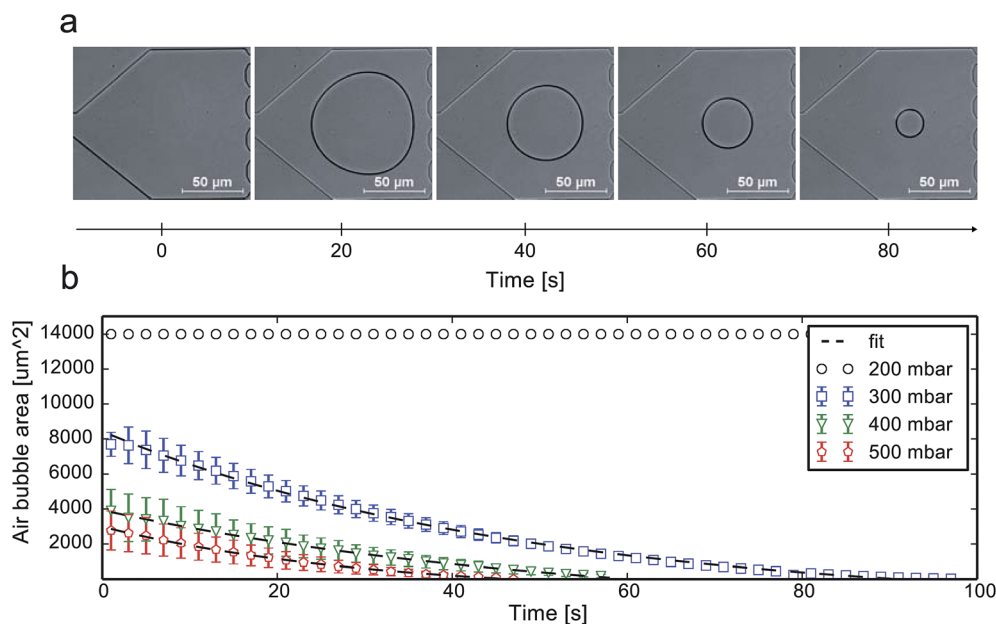 a
50 µm
50 µm
50 µm
50 µm
50 µm
0
20
40
60
80
Time [s]
b
Air bubble area [um^2]
14000
12000
10000
8000
6000
4000
2000
fit
200 mbar
300 mbar
400 mbar
500 mbar
0
20
40
60
80
100
Time [s]